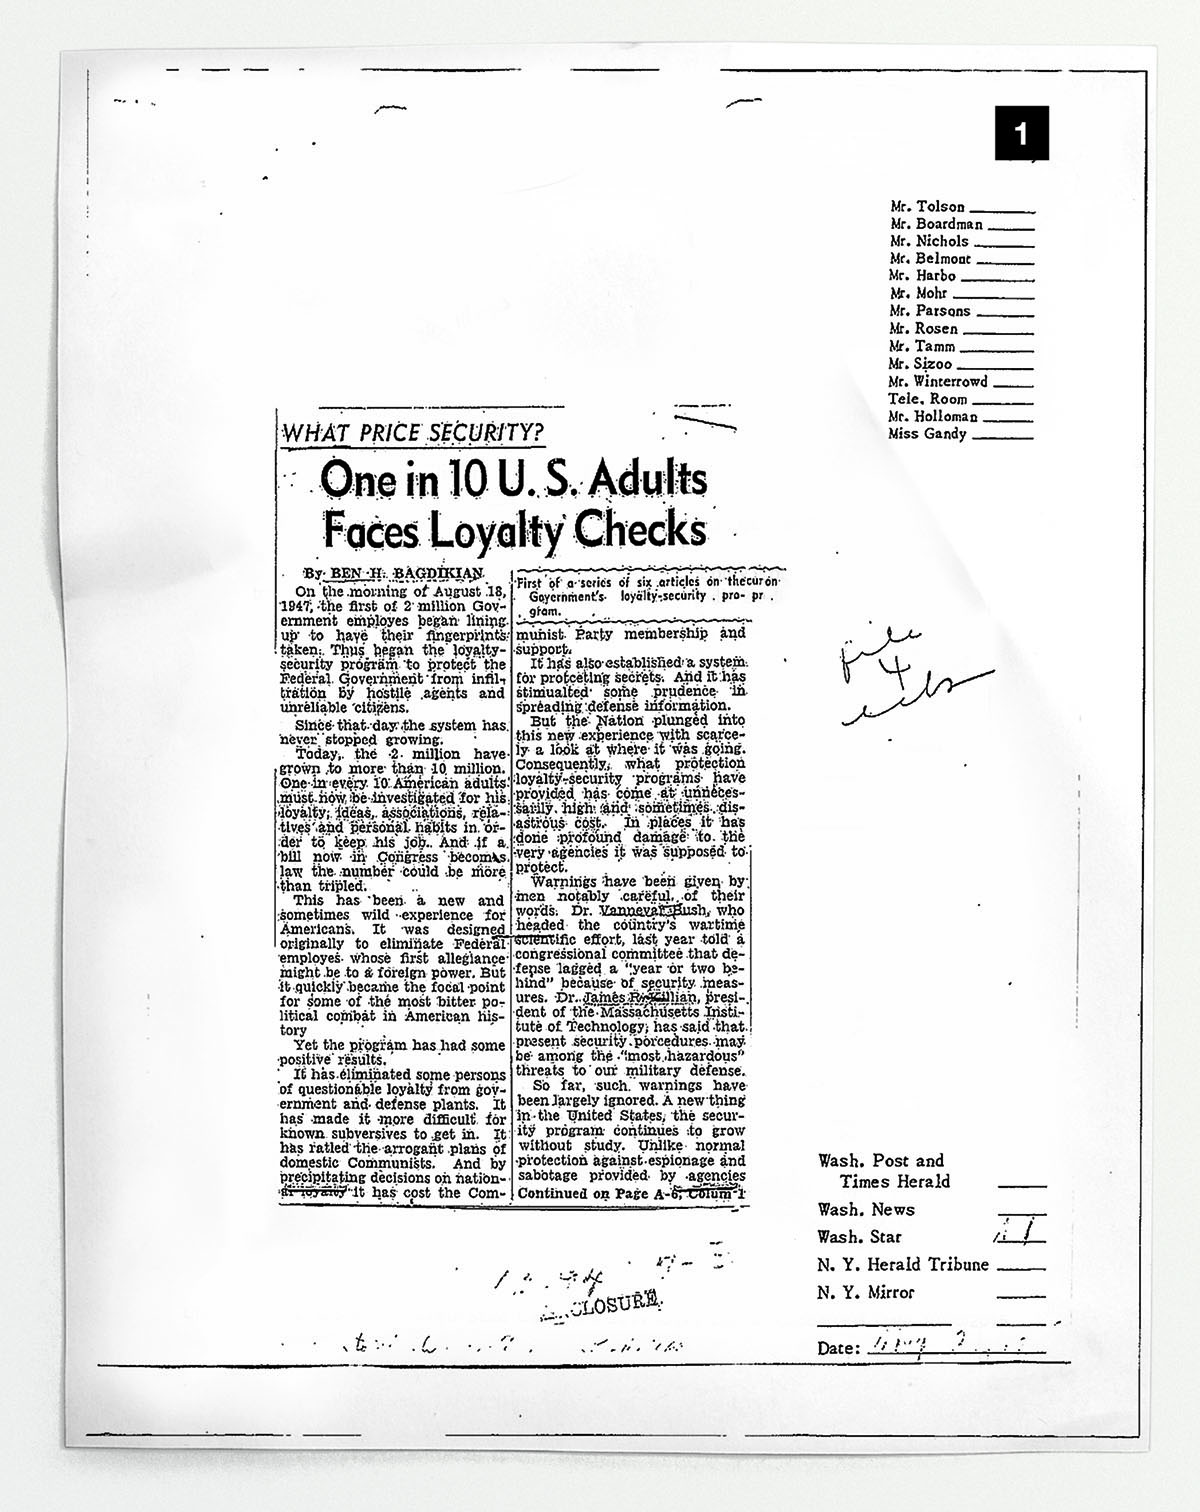 1
Mr. Tolson
Mr. Boardman
Mr. Nichols
Mr. Belmont
Mr. Harbo
Mr. Mohr
Mr. Parsons
Mr. Rosen
Mr. Tamm
Mr. Sizoo
Mr. Winterrowd
Tele. Room
Mr. Holloman
Miss Gandy
WHAT PRICE SECURITY?
One in 10 U. S. Adults
Faces Loyalty Checks
By BEN H. BAGDIKIAN
On the morning of August 18,
1947, the first of 2 million Gov-
ernment employes began lining
up to have their fingerprints
taken. Thus began the loyalty-
security program to protect the
Federal Government from infil-
tration by hostile agents and
unreliable citizens.
Since that day the system has
never stopped growing.
Today, the 2 million have
grown to more than 10 million.
One in every 10 American adults
must now be investigated for his
loyalty, ideas, associations, rela-
tives and personal habits in or-
der to keep his job. And if a
bill now in Congress becomes
law the number could be more
than tripled.
This has been a new and
sometimes wild experience for
Americans. It was designed
originally to eliminate Federal
employes whose first allegiance
might be to a foreign power. But
it quickly became the focal point
for some of the most bitter po-
litical combat in American his-
tory
Yet the program has had some
positive results.
It has eliminated some persons
of questionable loyalty from gov-
ernment and defense plants. It
has made it more difficult for
known subversives to get in. It
has ratled the arrogant plans of
domestic Communists. And by
precipitating decisions on nation-
al loyalty it has cost the Com-
First of a series of six articles on thecuron
Government's loyalty-security pro- pr
gram.
munist Party membership and
support.
It has also established a system
for protceting secrets. And it has
stimualted some prudence in
spreading defense information.
But the Nation plunged into
this new experience with scarce-
ly a look at where it was going.
Consequently, what protection
loyalty-security programs have
provided has come at unneces-
sarily high and sometimes dis-
astrous cost. In places it has
done profound damage to the
very agencies it was supposed to
protect.
Warnings have been given by
men notably careful of their
words. Dr. Vannevar Bush, who
headed the country's wartime
scientific effort, last year told a
congressional committee that de-
fense lagged a "year or two be-
hind" because of security meas-
ures. Dr. James R. Killian, presi-
dent of the Massachusetts Insti-
tute of Technology, has said that
present security porcedures may
be among the "most hazardous"
threats to our military defense.
So far, such warnings have
been largely ignored. A new thing
in the United States, the secur-
ity program continues to grow
without study. Unlike normal
protection against espionage and
sabotage provided by agencies
Continued on Page A-6, Colum 1
file
4
Wash. Post and
Times Herald
Wash. News
Wash. Star
N. Y. Herald Tribune
N. Y. Mirror
Date: